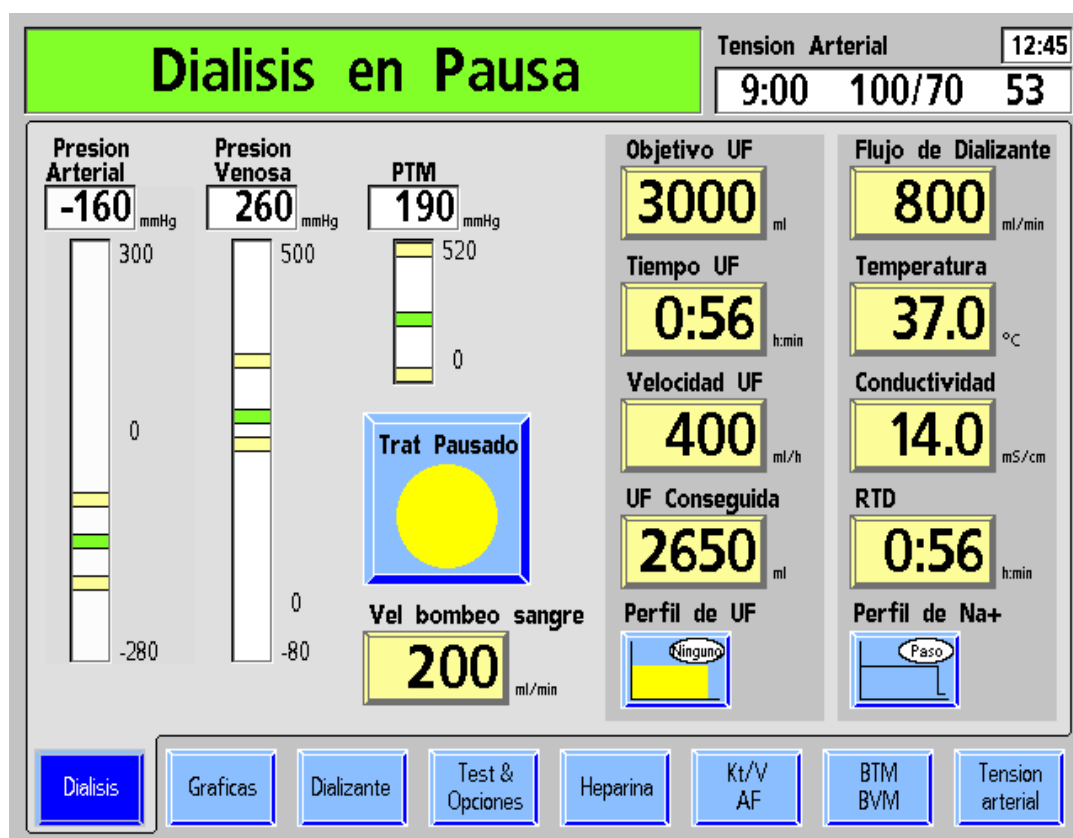 Dialisis en Pausa
Tension Arterial
12:45
9:00 100/70 53
Presion
Arterial
-160 mmHg
300
0
-280
Presion
Venosa
260 mmHg
500
0
-80
PTM
190 mmHg
520
0
Trat Pausado
Vel bombeo sangre
200 ml/min
Objetivo UF
3000 ml
Tiempo UF
0:56 h:min
Velocidad UF
400 ml/h
UF Conseguida
2650 ml
Perfil de UF
Ninguno
Flujo de Dializante
800 ml/min
Temperatura
37.0 °C
Conductividad
14.0 mS/cm
RTD
0:56 h:min
Perfil de Na+
Paso
Dialisis
Graficas
Dializante
Test &
Opciones
Heparina
Kt/V
AF
BTM
BVM
Tension
arterial